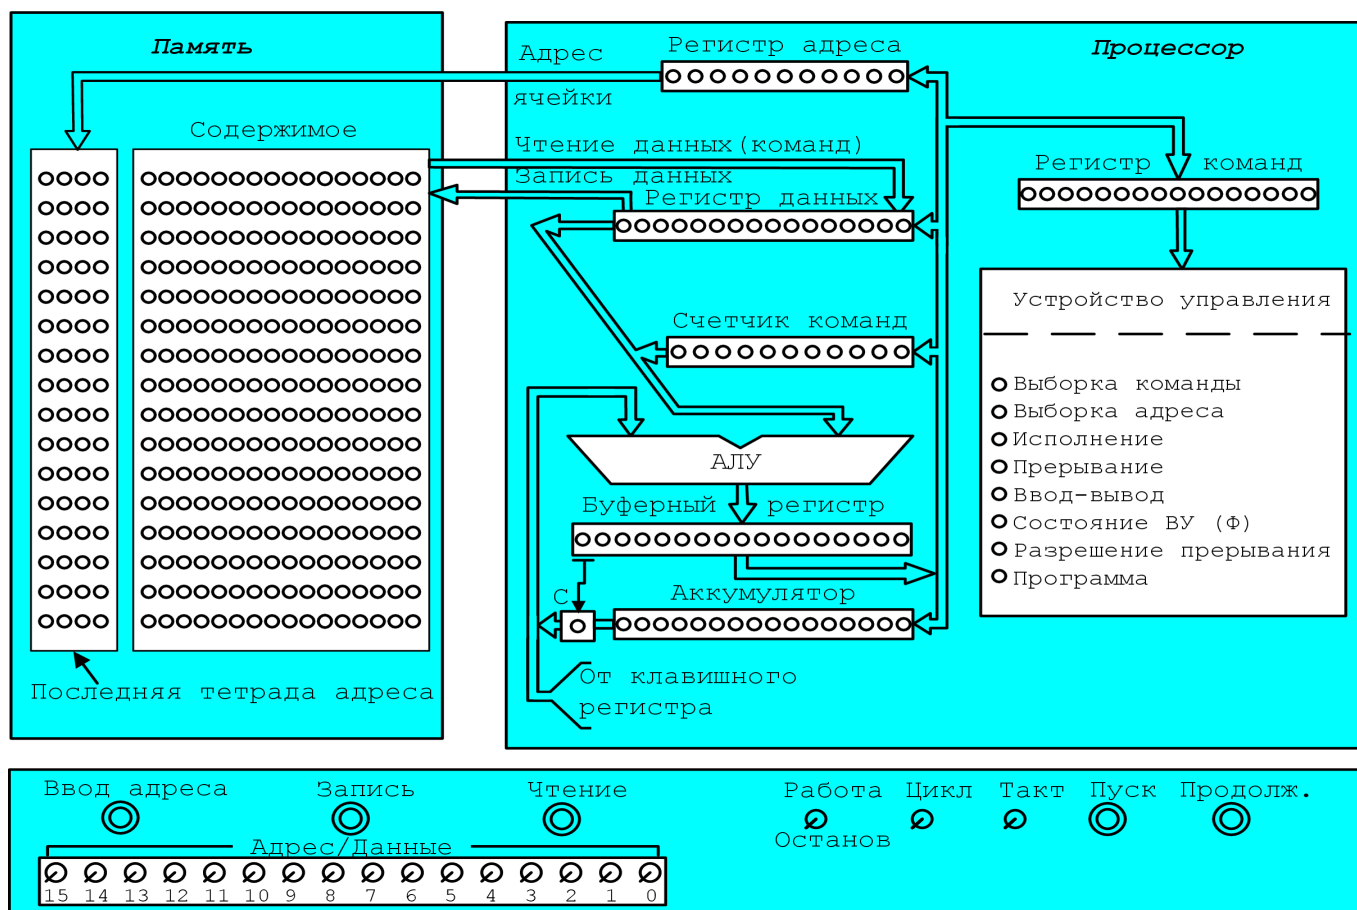 Память
Процессор
Адрес
ячейки
Регистр адреса
Содержимое
Чтение данных(команд)
Запись данных
Регистр данных
Регистр команд
Счетчик команд
Устройство управления
Выборка команды
Выборка адреса
Исполнение
Прерывание
Ввод-вывод
Состояние ВУ (Ф)
Разрешение прерывания
Программа
АЛУ
Буферный регистр
С
Аккумулятор
От клавишного
регистра
Последняя тетрада адреса
Ввод адреса
Запись
Чтение
Работа
Останов
Цикл
Такт
Пуск
Продолж.
Адрес/Данные
15 14 13 12 11 10 9 8 7 6 5 4 3 2 1 0